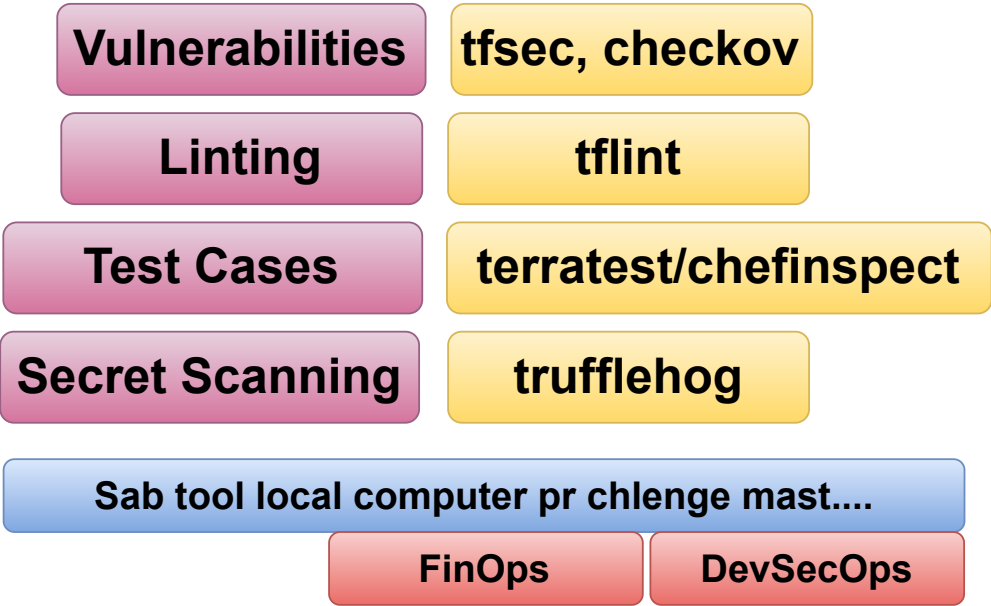 Vulnerabilities tfsec, checkov
Linting tflint
Test Cases terratest/chefinspect
Secret Scanning trufflehog
Sab tool local computer pr chlenge mast....
FinOps DevSecOps